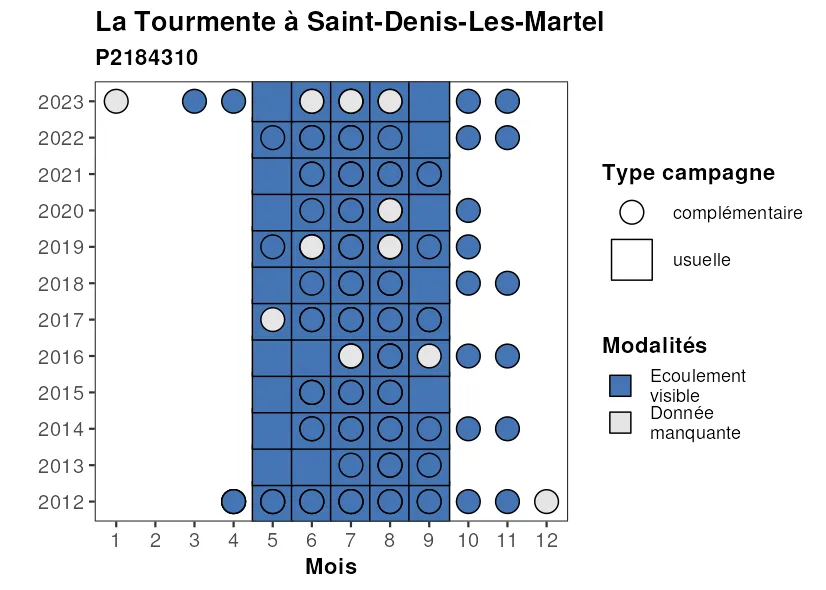 La Tourmente à Saint-Denis-Les-Martel
P2184310
2023
2022
2021
2020
2019
2018
2017
2016
2015
2014
2013
2012
1 2 3 4 5 6 7 8 9 10 11 12
Mois
Type campagne
complémentaire
usuelle
Modalités
Ecoulement
visible
Donnée
manquante